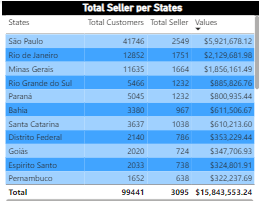 Total Seller per States
States Total Customers Total Seller Values
São Paulo 41746 2549 $5,921,678.12
Rio de Janeiro 12852 1751 $2,129,681.98
Minas Gerais 11635 1664 $1,856,161.49
Rio Grande do Sul 5466 1232 $885,826.76
Paraná 5045 1232 $800,935.44
Bahia 3380 967 $611,506.67
Santa Catarina 3637 1038 $610,213.60
Distrito Federal 2140 786 $353,229.44
Goiás 2020 724 $347,706.93
Espírito Santo 2033 738 $324,801.91
Pernambuco 1652 638 $322,237.69
Total 99441 3095 $15,843,553.24